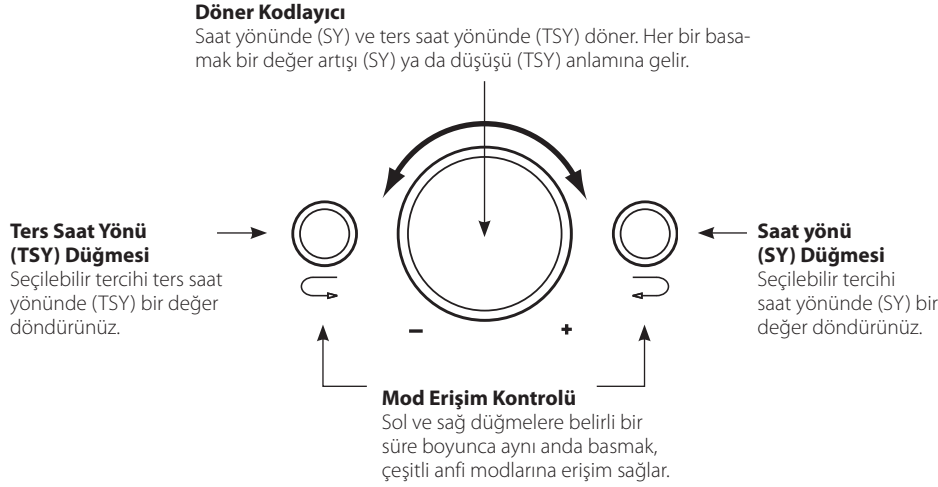 Döner Kodlayıcı
Saat yönünde (SY) ve ters saat yönünde (TSY) döner. Her bir basa-
mak bir değer artışı (SY) ya da düşüşü (TSY) anlamına gelir.
Ters Saat Yönü
(TSY) Düğmesi
Seçilebilir tercihi ters saat
yönünde (TSY) bir değer
döndürünüz.
Saat yönü
(SY) Düğmesi
Seçilebilir tercihi
saat yönünde (SY) bir
değer döndürünüz.
– +
Mod Erişim Kontrolü
Sol ve sağ düğmelere belirli bir
süre boyunca aynı anda basmak,
çeşitli anfi modlarına erişim sağlar.